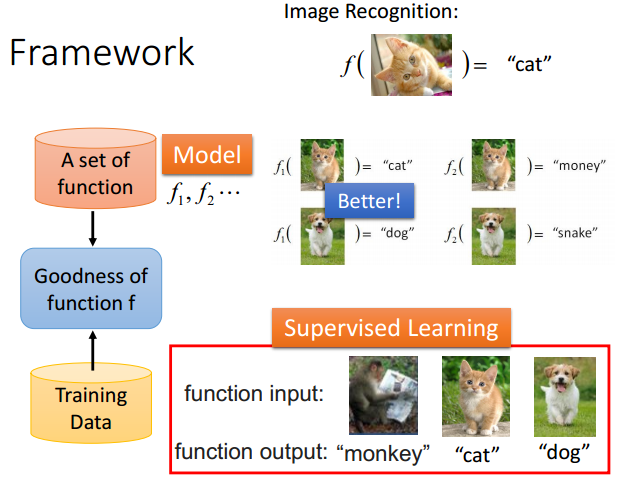 Image Recognition:
Framework
f( )= “cat”
A set of
function
Model
f1, f2 ⋯
f1( )= “cat”
f2( )= “money”
Better!
f1( )= “dog”
f2( )= “snake”
Goodness of
function f
Supervised Learning
Training
Data
function input:
function output: “monkey” “cat” “dog”